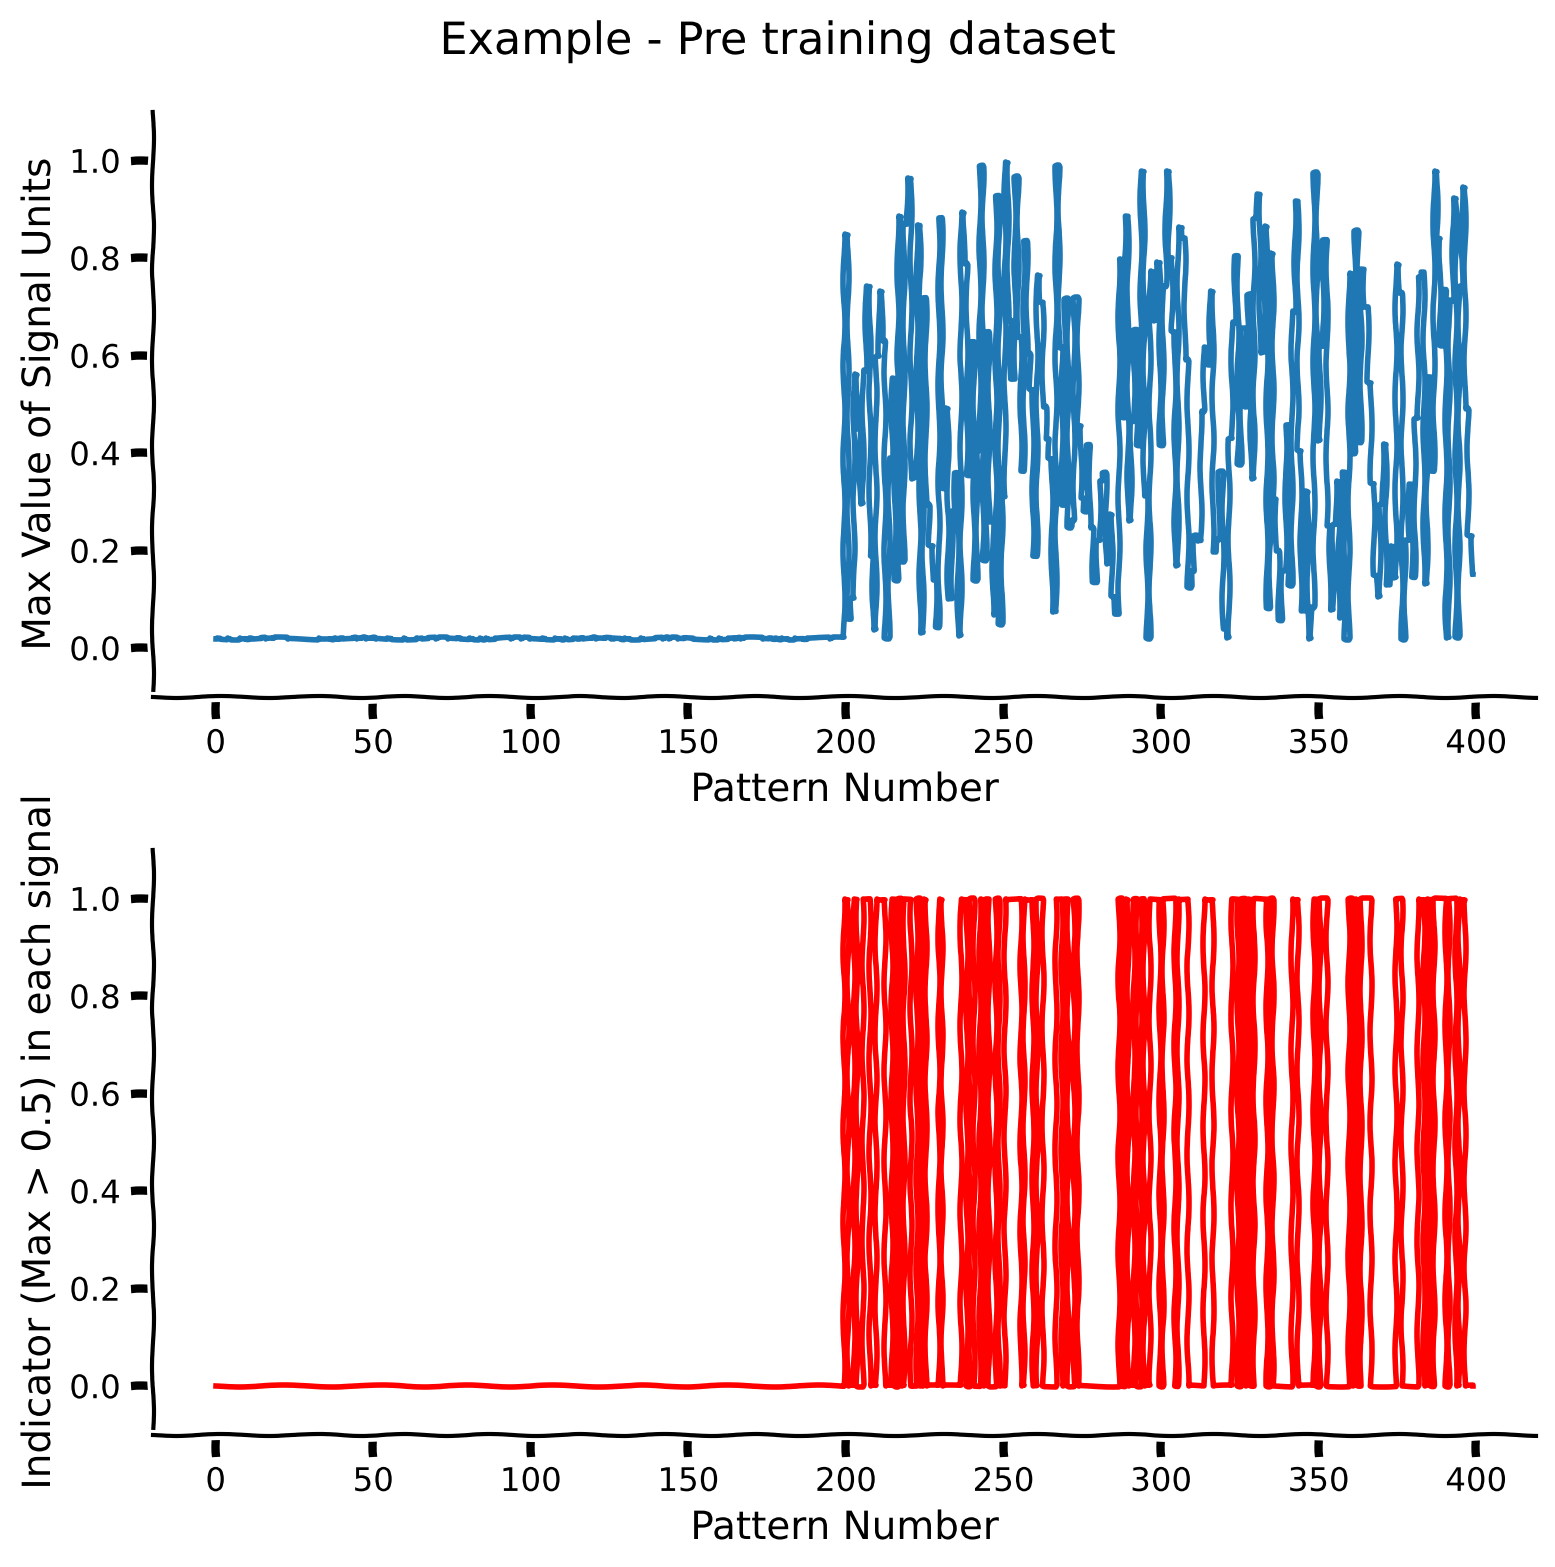 Example - Pre training dataset
Max Value of Signal Units
1.0
0.8
0.6
0.4
0.2
0.0
0 50 100 150 200 250 300 350 400
Pattern Number
Indicator (Max > 0.5) in each signal
1.0
0.8
0.6
0.4
0.2
0.0
0 50 100 150 200 250 300 350 400
Pattern Number